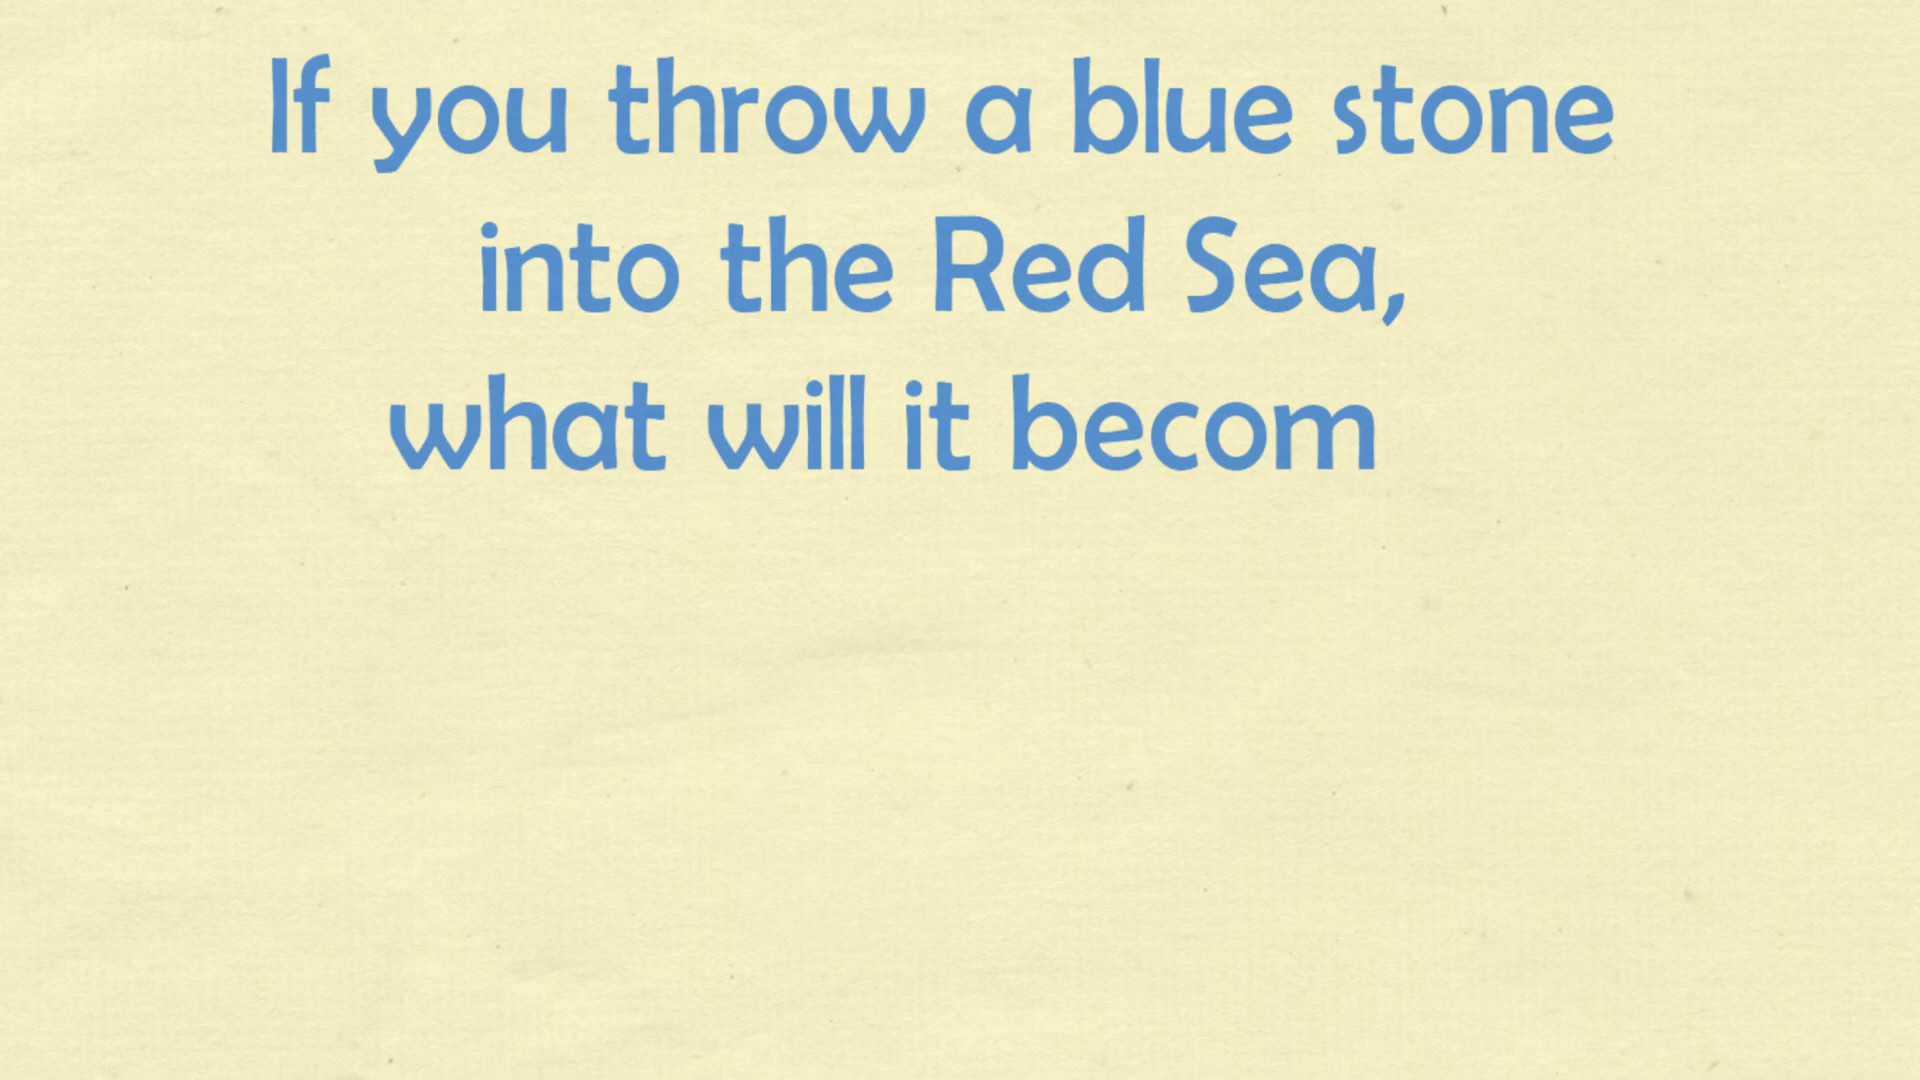 If you throw a blue stone
into the Red Sea,
what will it becom